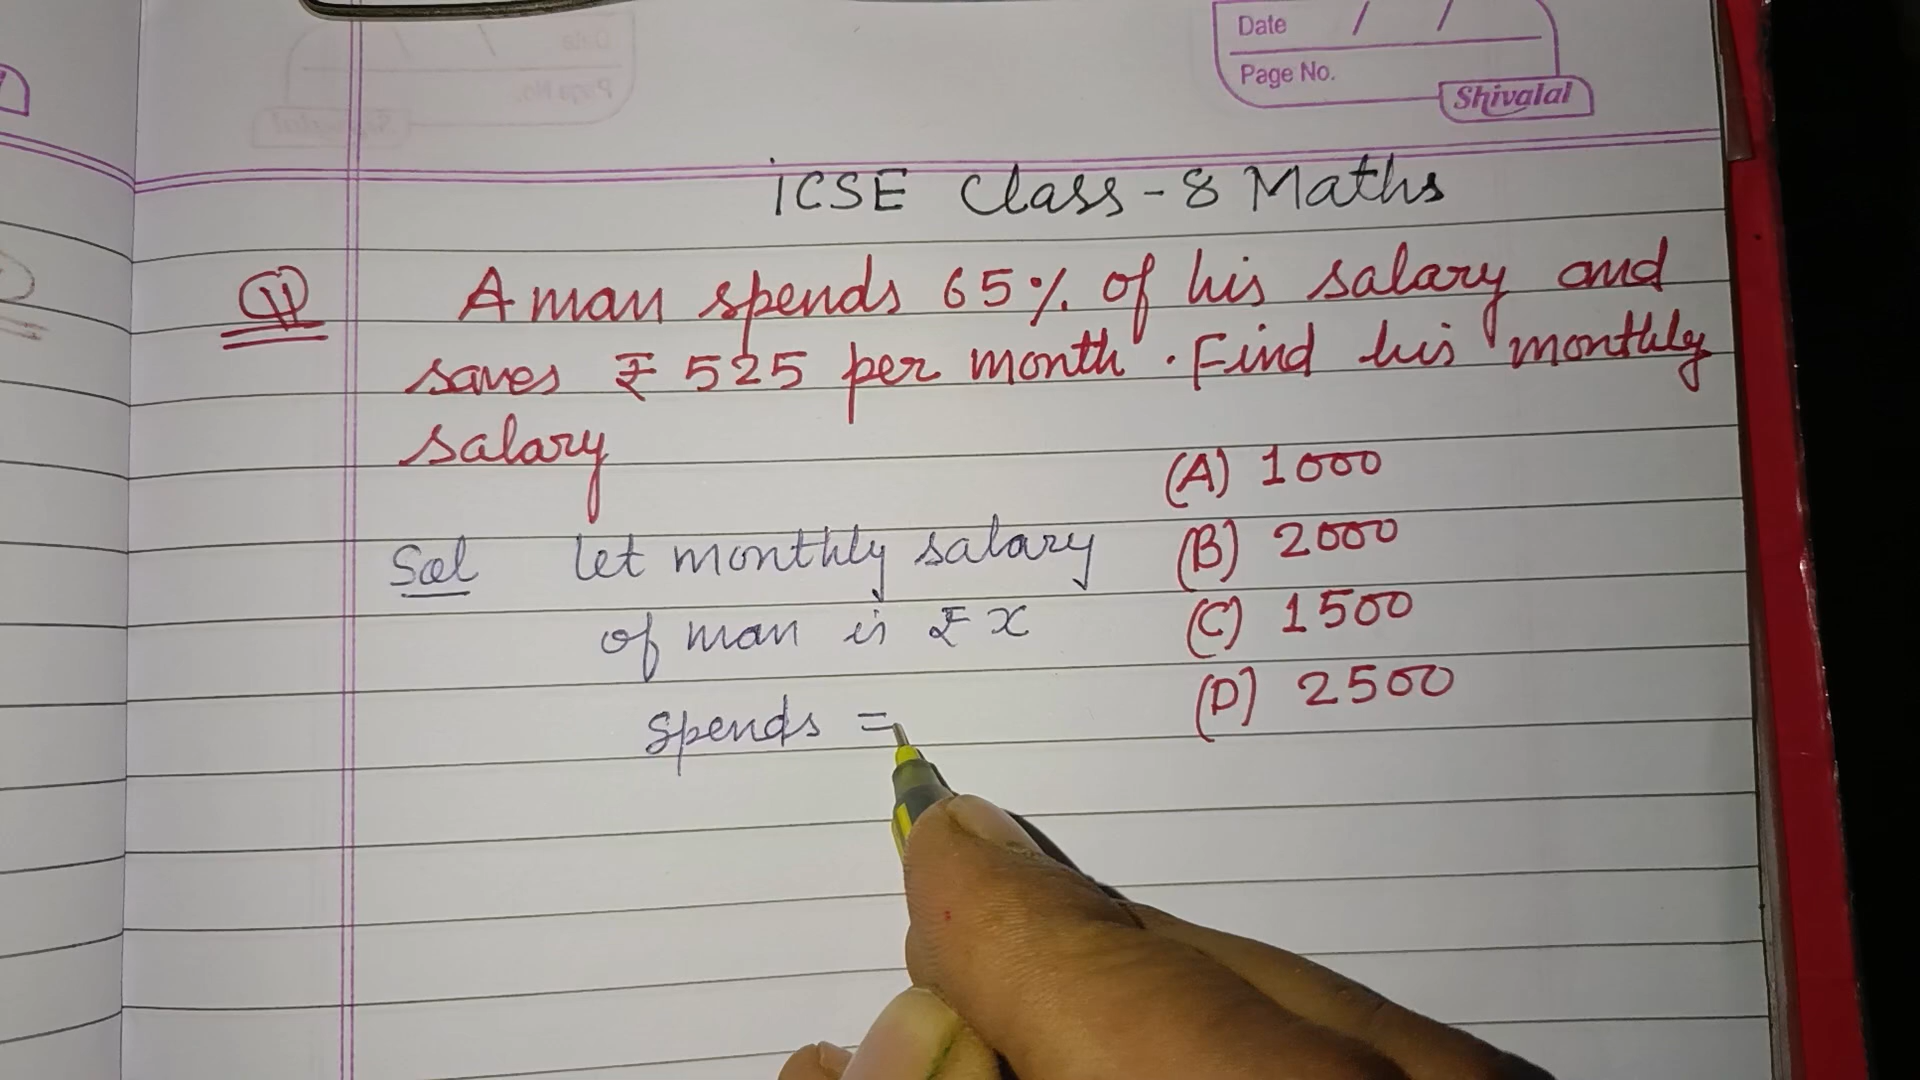 Date / /
Page No.
Shivalal
ICSE Class-8 Maths
Q A man spends 65% of his salary and
saves ₹ 525 per month. Find his monthly
salary
(A) 1000
(B) 2000
(C) 1500
(D) 2500
Sol let monthly salary
of man is ₹ x
spends =